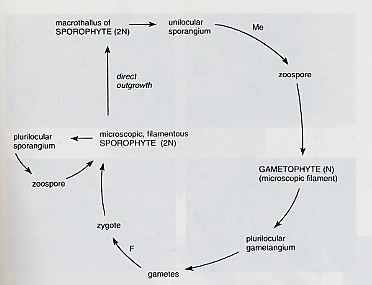 macrothallus of
SPOROPHYTE (2N)
unilocular
sporangium
Me
zoospore
direct
outgrowth
plurilocular
sporangium
microscopic, filamentous
SPOROPHYTE (2N)
zoospore
GAMETOPHYTE (N)
(microscopic filament)
zygote
plurilocular
gametangium
F
gametes